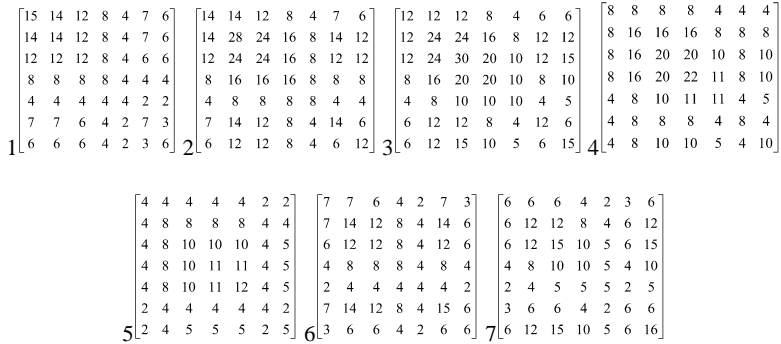 15 14 12 8 4 7 6 14 14 12 8 4 7 6 12 12 12 8 4 6 6 8 8 8 8 4 4 4
14 14 12 8 4 7 6 14 28 24 16 8 14 12 12 24 24 16 8 12 12 8 16 16 16 8 8 8
12 12 12 8 4 6 6 12 24 24 16 8 12 12 12 24 30 20 10 12 15 8 16 20 20 10 8 10
8 8 8 8 4 4 4 8 16 16 16 8 8 8 8 16 20 20 10 8 10 8 16 20 22 11 8 10
4 4 4 4 4 2 2 4 8 8 8 8 4 4 4 8 10 10 10 4 5 4 8 10 11 11 4 5
7 7 6 4 2 7 3 7 14 12 8 4 14 6 6 12 12 8 4 12 6 4 8 8 8 4 8 4
1 6 6 6 4 2 3 6 2 6 12 12 8 4 6 12 3 6 12 15 10 5 6 15 4 4 8 10 10 5 4 10
4 4 4 4 4 2 2 7 7 6 4 2 7 3 6 6 6 4 2 3 6
4 8 8 8 8 4 4 7 14 12 8 4 14 6 6 12 12 8 4 6 12
4 8 10 10 10 4 5 6 12 12 8 4 12 6 6 12 15 10 5 6 15
4 8 10 11 11 4 5 4 8 8 8 4 8 4 4 8 10 10 5 4 10
4 8 10 11 12 4 5 2 4 4 4 4 4 2 2 4 5 5 5 2 5
2 4 4 4 4 4 2 7 14 12 8 4 15 6 3 6 6 4 2 6 6
5 2 4 5 5 5 2 5 6 3 6 6 4 2 6 6 7 6 12 15 10 5 6 16